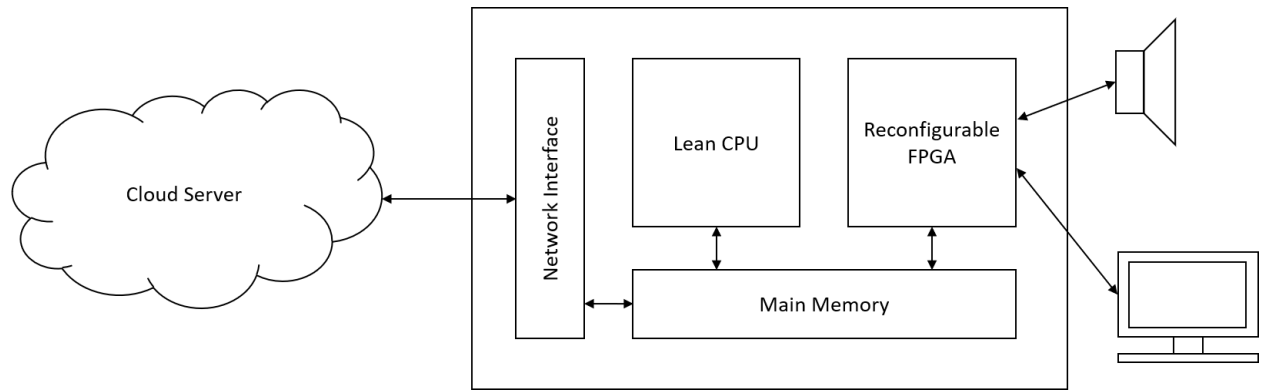 Cloud Server
Network Interface
Lean CPU
Reconfigurable
FPGA
Main Memory